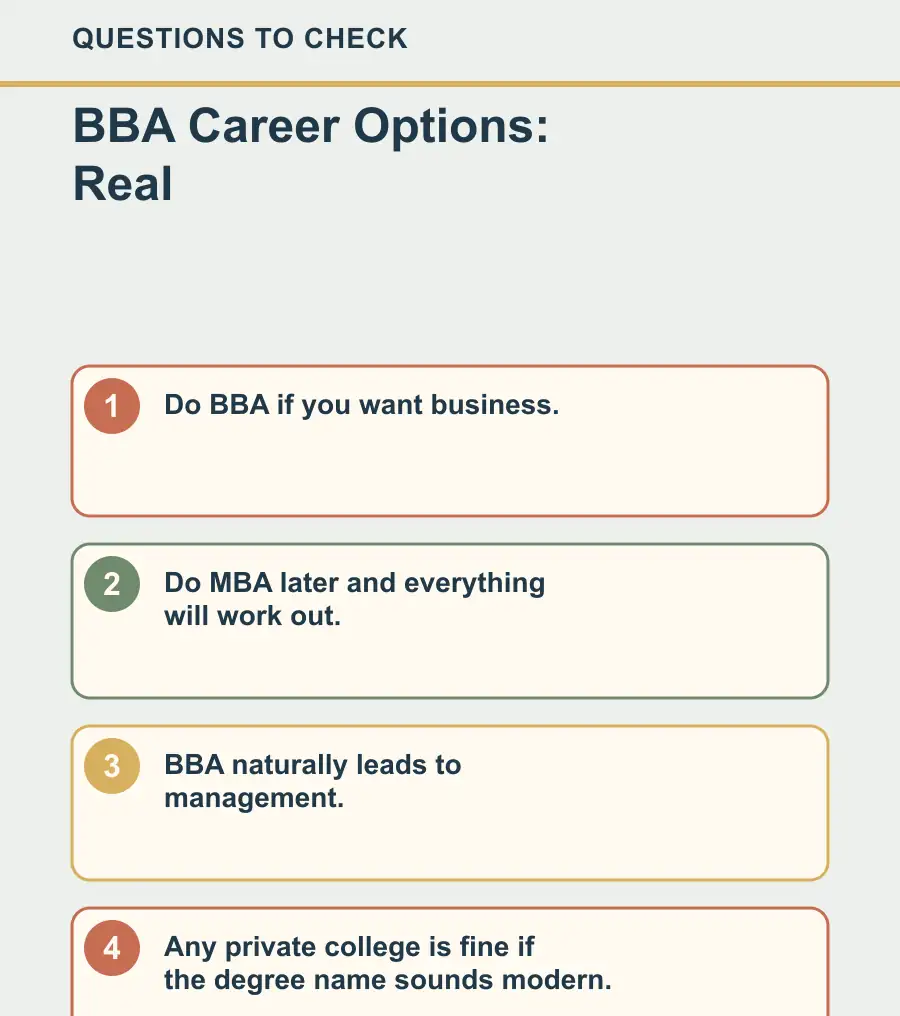 QUESTIONS TO CHECK
BBA Career Options:
Real
1
Do BBA if you want business.
2
Do MBA later and everything
will work out.
3
BBA naturally leads to
management.
4
Any private college is fine if
the degree name sounds modern.